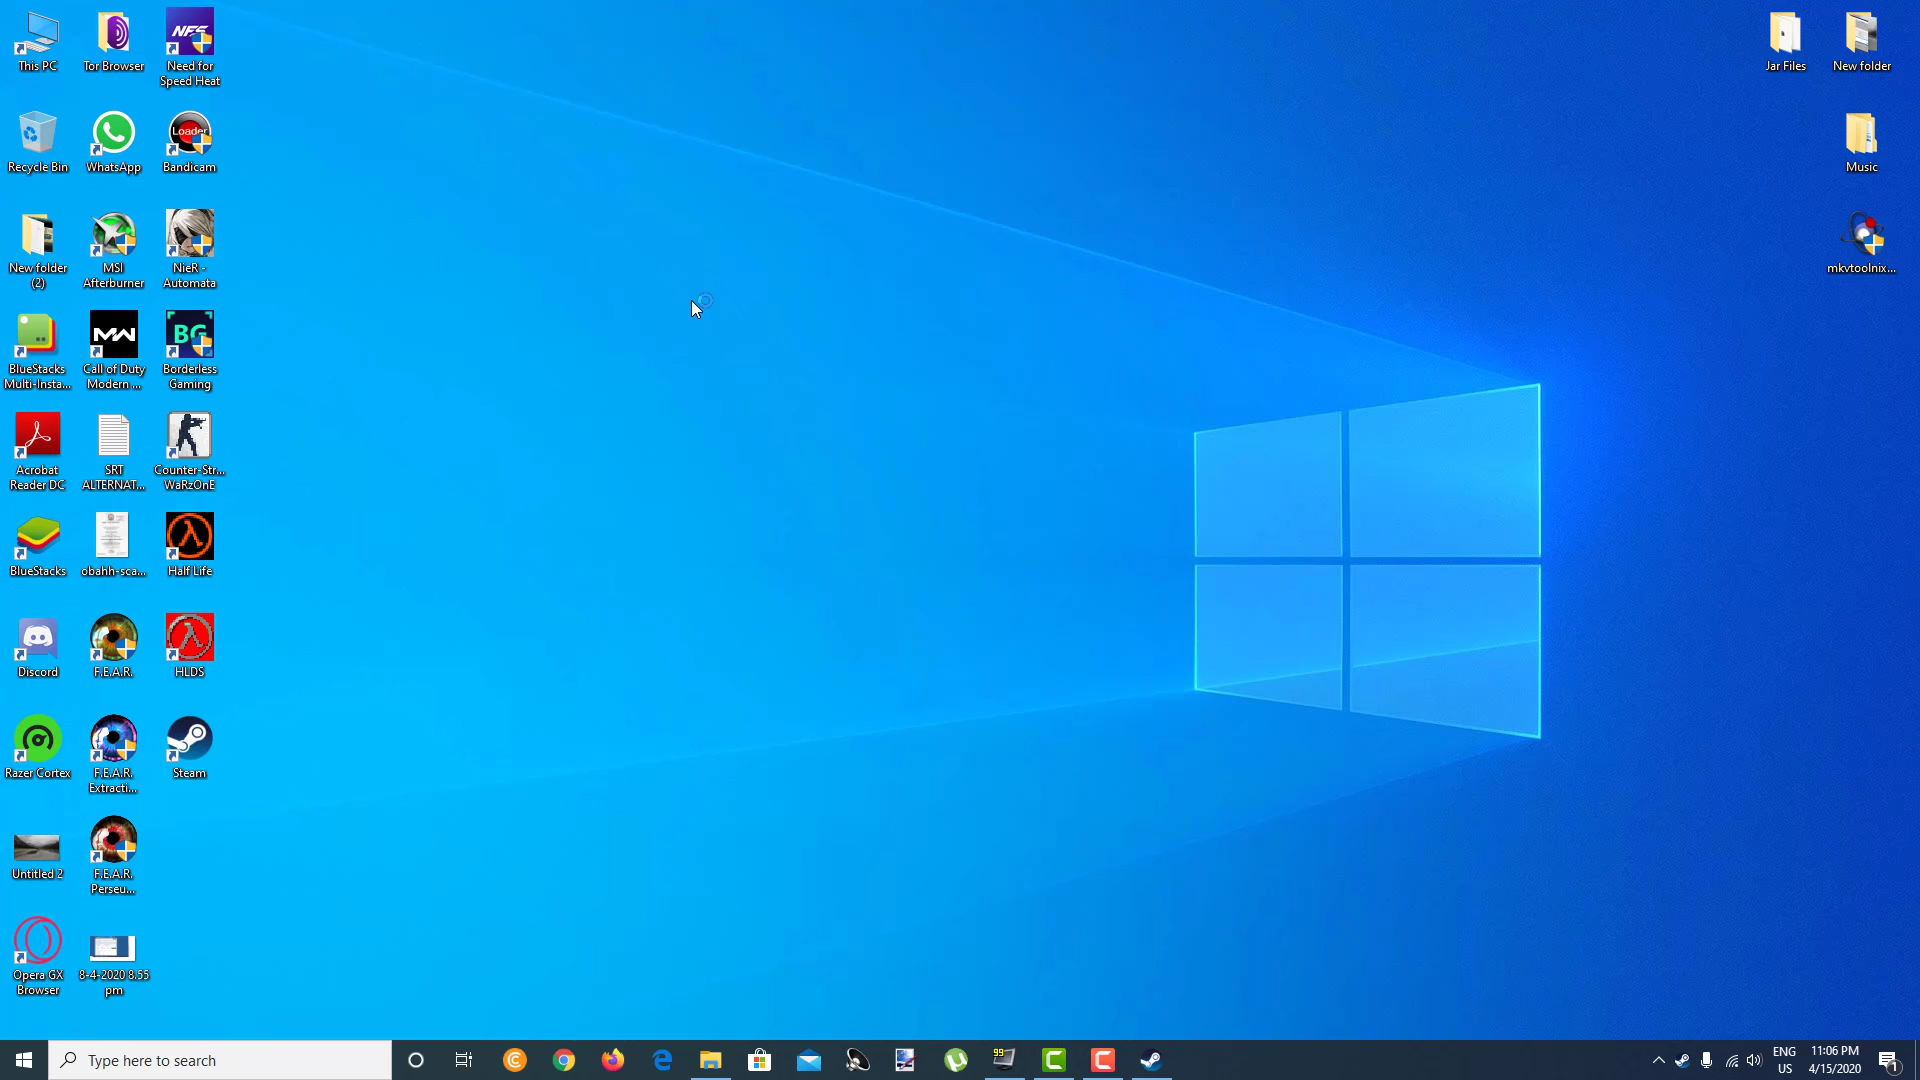 This PC
Tor Browser
NFS
Need for
Speed Heat
Recycle Bin
WhatsApp
Loader
Bandicam
New folder
(2)
MSI
Afterburner
NieR -
Automata
BlueStacks
Multi-Insta...
MW
Call of Duty
Modern ...
BG
Borderless
Gaming
Acrobat
Reader DC
SRT
ALTERNAT...
Counter-Str...
WaRzOnE
BlueStacks
obahh-sca...
Half Life
Discord
F.E.A.R.
HLDS
Razer Cortex
F.E.A.R.
Extracti...
Steam
Untitled 2
F.E.A.R.
Perseu...
Opera GX
Browser
8-4-2020 8.55
pm
Jar Files
New folder
Music
mkvtoolnix...
Type here to search
99
ENG
US
11:06 PM
4/15/2020
1